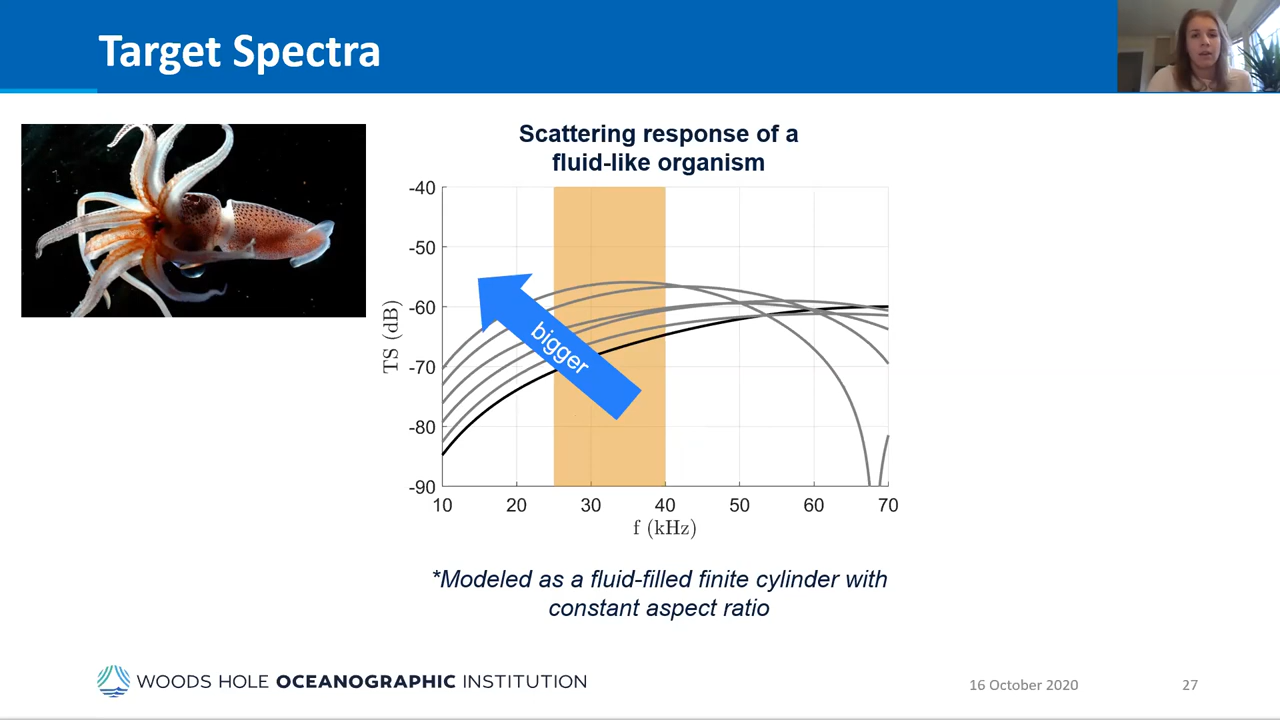 Target Spectra
Scattering response of a
fluid-like organism
-40
-50
-60
-70
-80
-90
TS (dB)
bigger
10 20 30 40 50 60 70
f (kHz)
*Modeled as a fluid-filled finite cylinder with
constant aspect ratio
WOODS HOLE OCEANOGRAPHIC INSTITUTION
16 October 2020
27